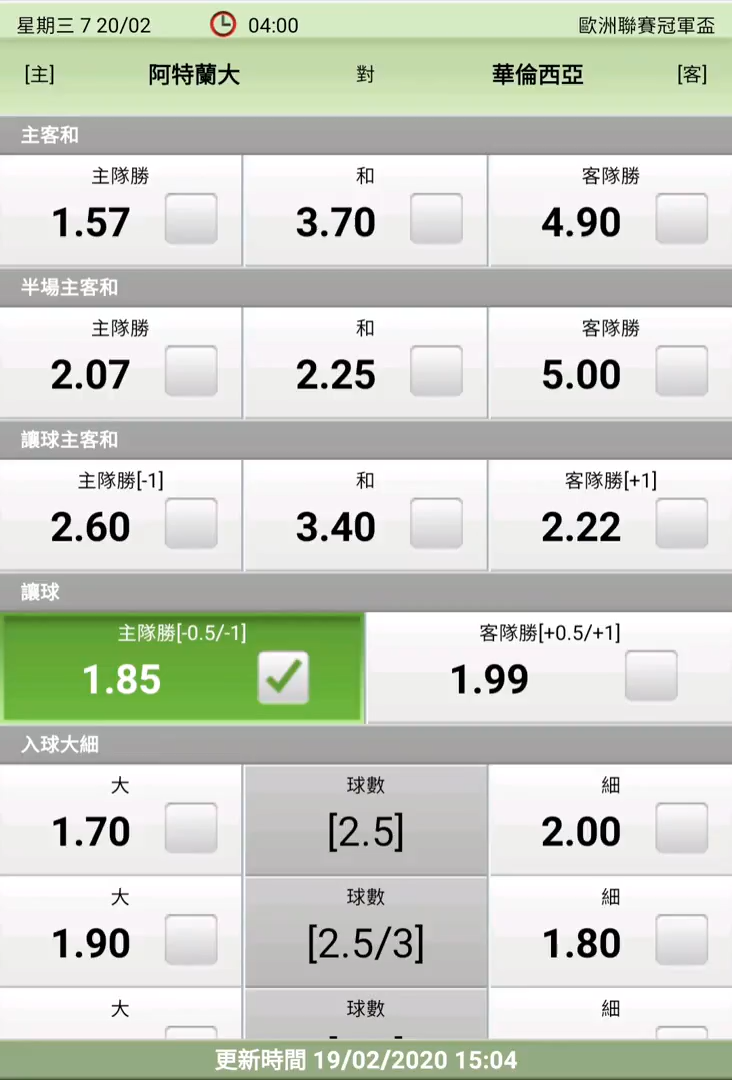 星期三 7 20/02 04:00 歐洲聯賽冠軍盃
[主] 阿特蘭大 對 華倫西亞 [客]
主客和
主隊勝 和 客隊勝
1.57 3.70 4.90
半場主客和
主隊勝 和 客隊勝
2.07 2.25 5.00
讓球主客和
主隊勝[-1] 和 客隊勝[+1]
2.60 3.40 2.22
讓球
主隊勝[-0.5/-1] 客隊勝[+0.5/+1]
1.85 1.99
入球大細
大 球數 細
1.70 [2.5] 2.00
大 球數 細
1.90 [2.5/3] 1.80
大 球數 細
更新時間 19/02/2020 15:04